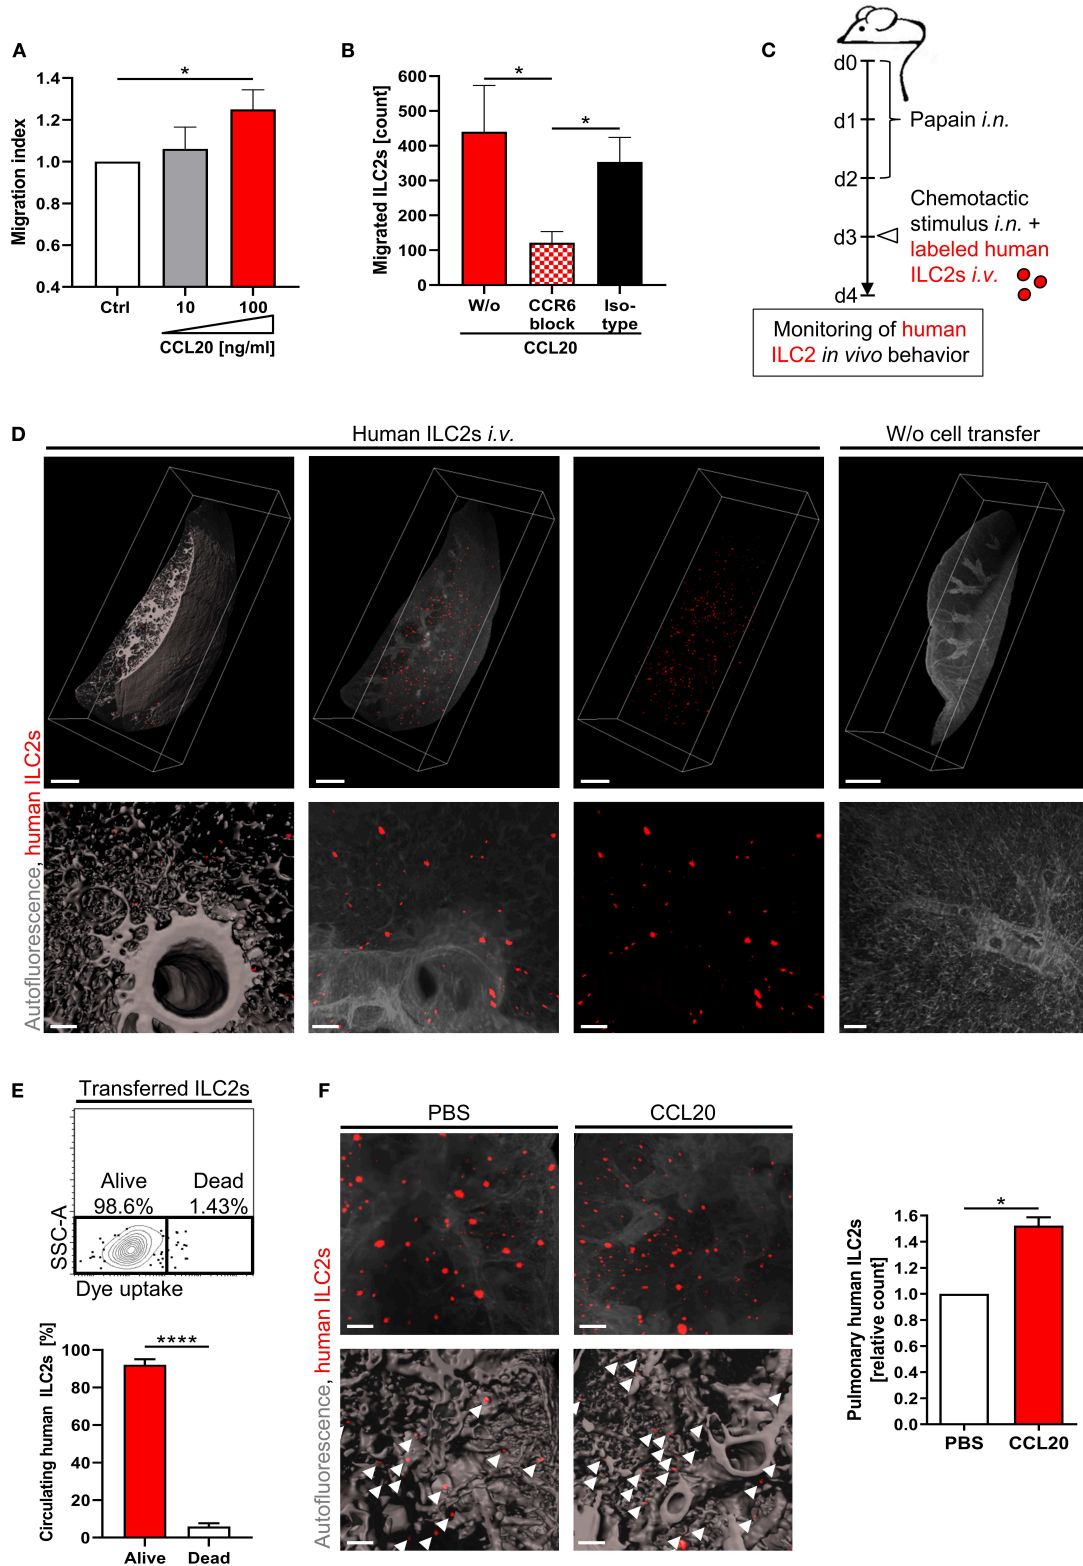 A
Migration index
1.4
1.2
1.0
0.8
0.6
0.4
*
Ctrl
10
100
CCL20 [ng/ml]
B
Migrated ILC2s [count]
600
500
400
300
200
100
0
*
*
W/o
CCR6
block
Iso-
type
CCL20
C
d0
d1
d2
d3
d4
Papain i.n.
Chemotactic
stimulus i.n. +
labeled human
ILC2s i.v.
Monitoring of human
ILC2 in vivo behavior
D
Human ILC2s i.v.
W/o cell transfer
Autofluorescence, human ILC2s
E
Transferred ILC2s
Alive
98.6%
Dead
1.43%
SSC-A
Dye uptake
Circulating human ILC2s [%]
100
80
60
40
20
0
****
Alive
Dead
F
PBS
CCL20
Autofluorescence, human ILC2s
Pulmonary human ILC2s
[relative count]
1.6
1.4
1.2
1.0
0.8
0.6
0.4
0.2
0.0
*
PBS
CCL20